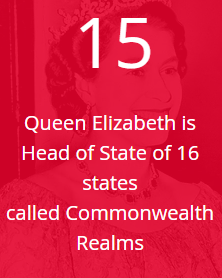 15
Queen Elizabeth is
Head of State of 16
states
called Commonwealth
Realms